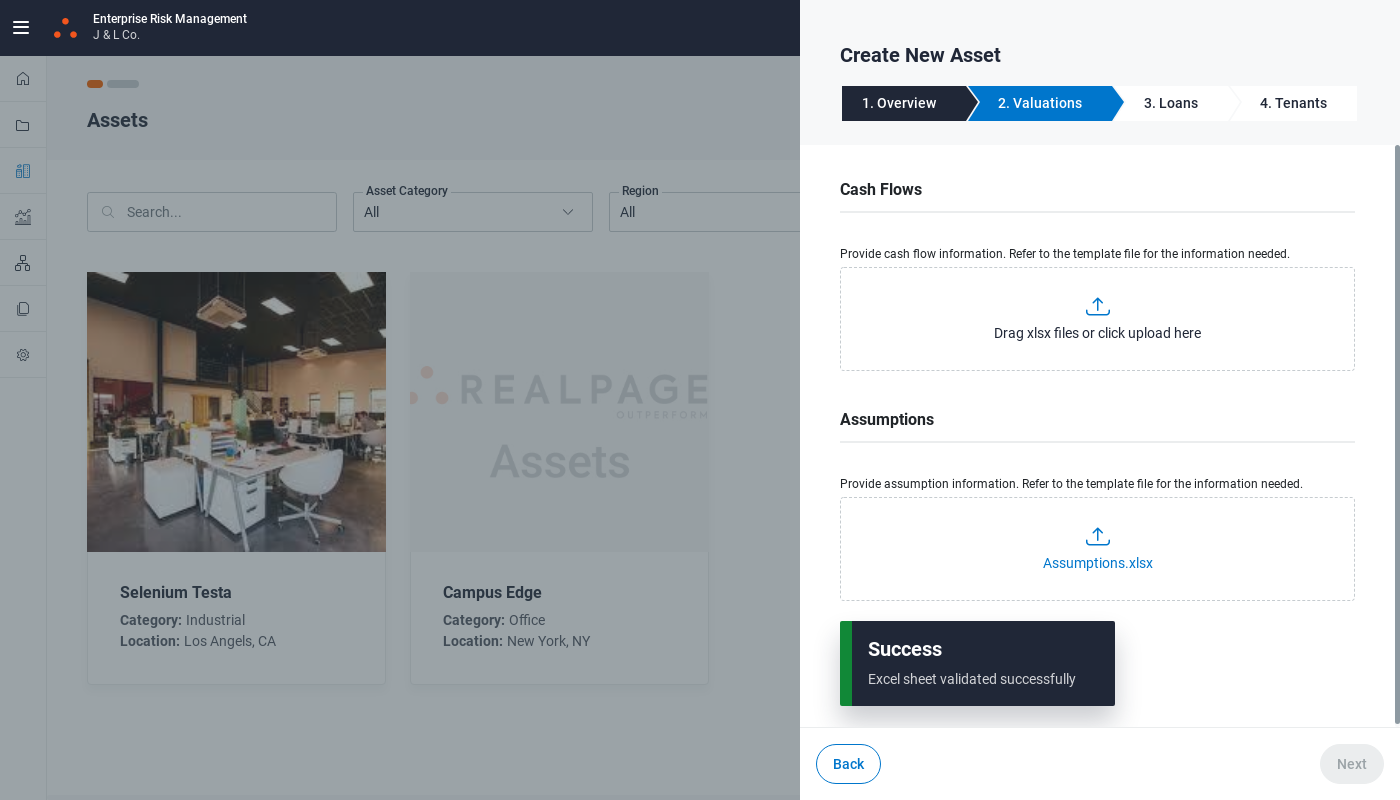 Enterprise Risk Management
J & L Co.
Assets
Search...
Asset Category
All
Region
All
REALPAGE
OUTPERFORM
Assets
Selenium Testa
Category: Industrial
Location: Los Angels, CA
Campus Edge
Category: Office
Location: New York, NY
Create New Asset
1. Overview
2. Valuations
3. Loans
4. Tenants
Cash Flows
Provide cash flow information. Refer to the template file for the information needed.
Drag xlsx files or click upload here
Assumptions
Provide assumption information. Refer to the template file for the information needed.
Assumptions.xlsx
Success
Excel sheet validated successfully
Back
Next